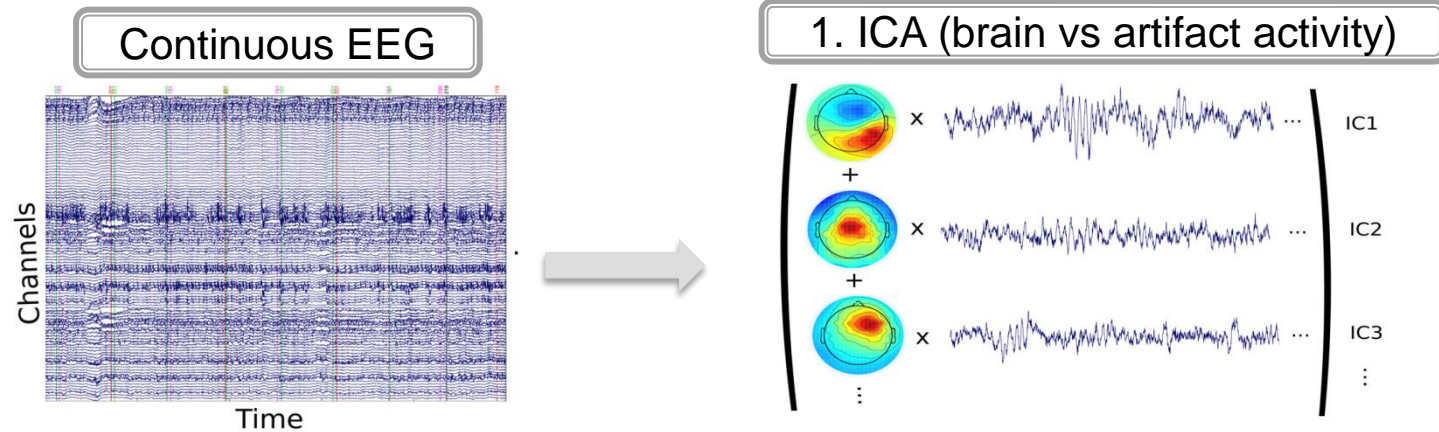 Continuous EEG
1. ICA (brain vs artifact activity)
Channels
Time
x
...
IC1
+
x
...
IC2
+
x
...
IC3
⋮
⋮